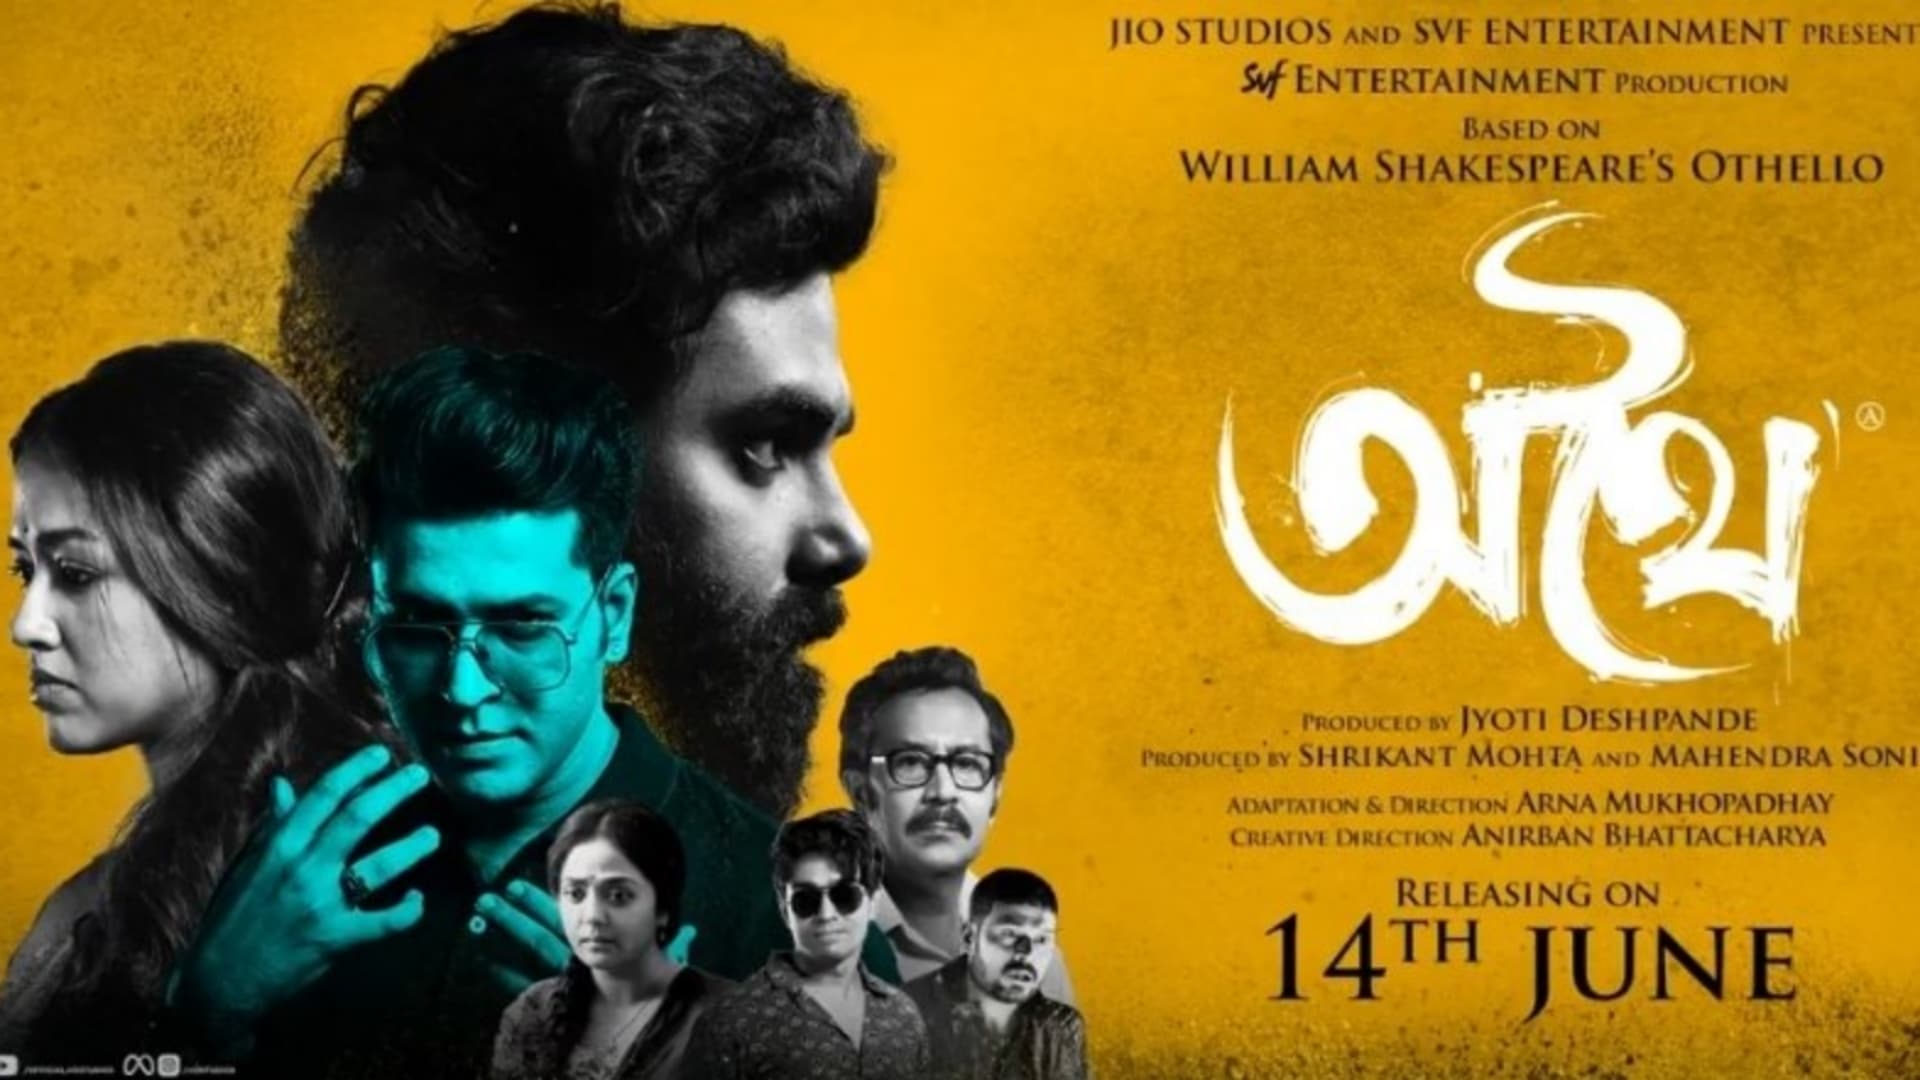 JIO STUDIOS AND SVF ENTERTAINMENT PRESENT
SVF ENTERTAINMENT PRODUCTION
BASED ON
WILLIAM SHAKESPEARE'S OTHELLO
অথৈ
PRODUCED BY JYOTI DESHPANDE
PRODUCED BY SHRIKANT MOHTA AND MAHENDRA SONI
ADAPTATION & DIRECTION ARNA MUKHOPADHAY
CREATIVE DIRECTION ANIRBAN BHATTACHARYA
RELEASING ON
14TH JUNE